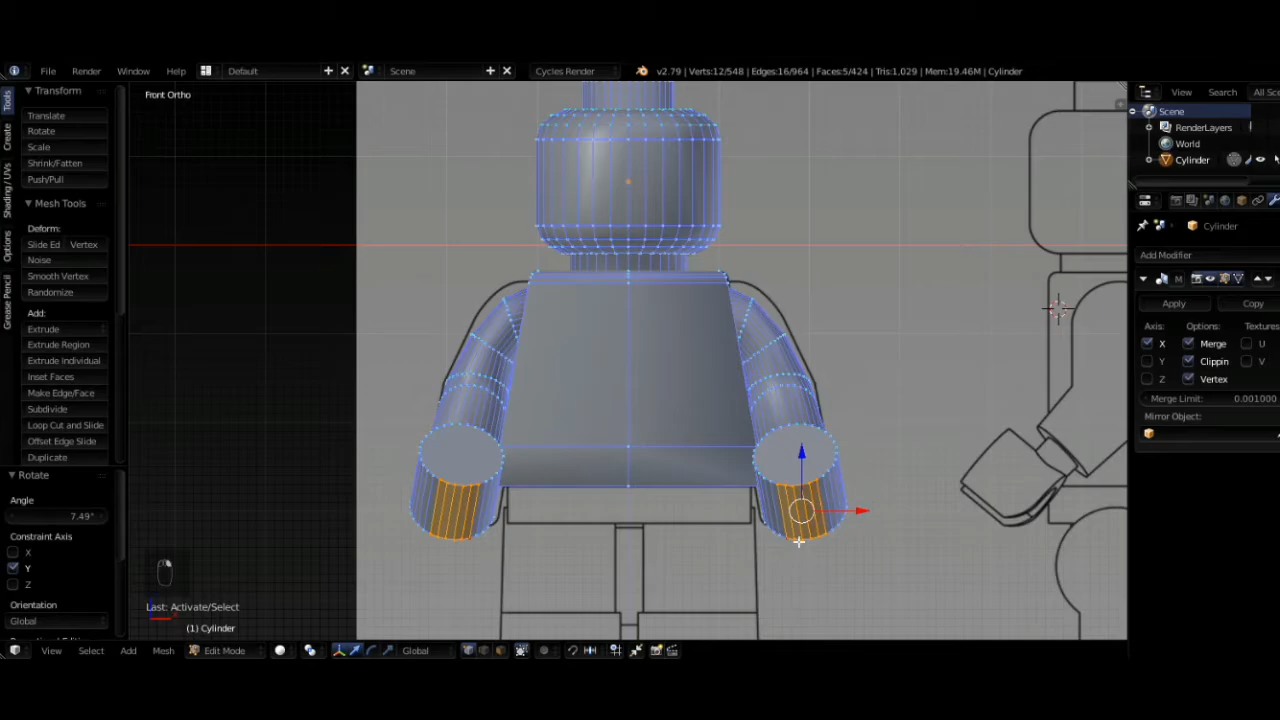 File Render Window Help Default Scene Cycles Render v2.79 | Verts:12/548 | Edges:16/964 | Faces:5/424 | Tris:1,029 | Mem:19.46M | Cylinder
Tools
Create
Shading / UVs
Options
Grease Pencil
Transform
Translate
Rotate
Scale
Shrink/Fatten
Push/Pull
Mesh Tools
Deform:
Slide Ed Vertex
Noise
Smooth Vertex
Randomize
Add:
Extrude
Extrude Region
Extrude Individual
Inset Faces
Make Edge/Face
Subdivide
Loop Cut and Slide
Offset Edge Slide
Duplicate
Rotate
Angle
7.49°
Constraint Axis
X
Y
Z
Orientation
Global
Front Ortho
Last: Activate/Select
(1) Cylinder
View Select Add Mesh Edit Mode Global
View Search All Sce
Scene
RenderLayers
World
Cylinder
Cylinder
Add Modifier
M
Apply Copy
Axis: Options: Textures
X Merge U
Y Clippin V
Z Vertex
Merge Limit: 0.001000
Mirror Object: